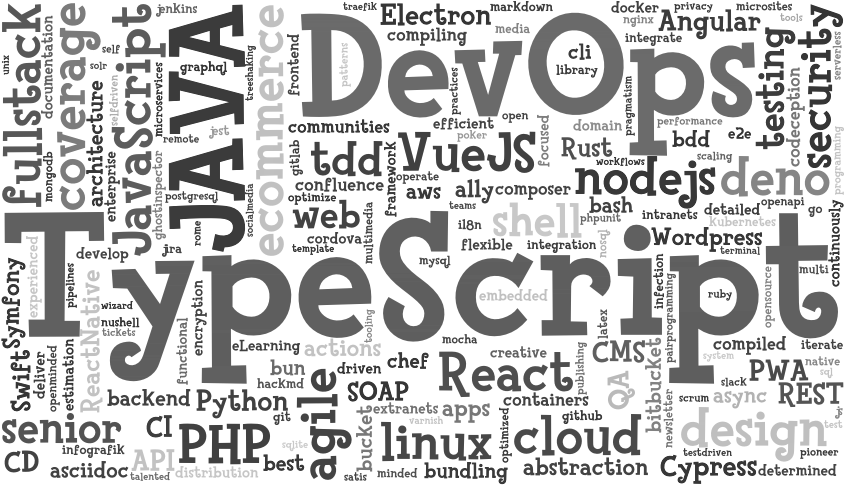 jenkins
traefik
Electron
markdown
docker
privacy
microsites
tools
unix
fullstack
documentation
coverage
self
JavaScript
JAVA
graphql
treeshaking
ecommerce
frontend
DevOps
patterns
compiling
media
practices
cli
library
open
nginx
Angular
integrate
pragmatism
performance
testing
codeception
security
serverless
programming
solr
selfdriven
microservices
architecture
mongodb
enterprise
remote
jest
communities
efficient
poker
focused
domain
Rust
bdd
e2e
gitlab
tdd
framework
VueJS
workflows
scaling
ghostinspector
postgresql
socialmedia
confluence
operate
optimize
aws
ally
composer
nodejs
deno
web
multimedia
teams
il8n
shell
phpunit
bash
intranets
detailed
openapi
go
Kubernetes
continuously
experienced
develop
jira
rome
template
cordova
mysql
flexible
integration
nosql
Wordpress
terminal
multi
TypeScript
Symfony
pipelines
ReactNative
wizard
nushell
tickets
encryption
functional
tooling
embedded
infection
pairprogramming
ruby
opensource
latex
eLearning
actions
mocha
creative
publishing
CMS
compiled
iterate
system
Swift
deliver
openminded
estimation
bun
hackmd
driven
chef
React
QA
bitbucket
slack
PWA
native
sql
backend
Python
git
agile
SOAP
bucket
extranets
varnish
apps
containers
github
newsletter
scrum
async
REST
senior
CI
PHP
linux
optimized
cloud
design
test
infografik
CD
asciidoc
API
talented
distribution
sqlite
best
satis
minded
bundling
abstraction
testdriven
Cypress
pioneer
determined